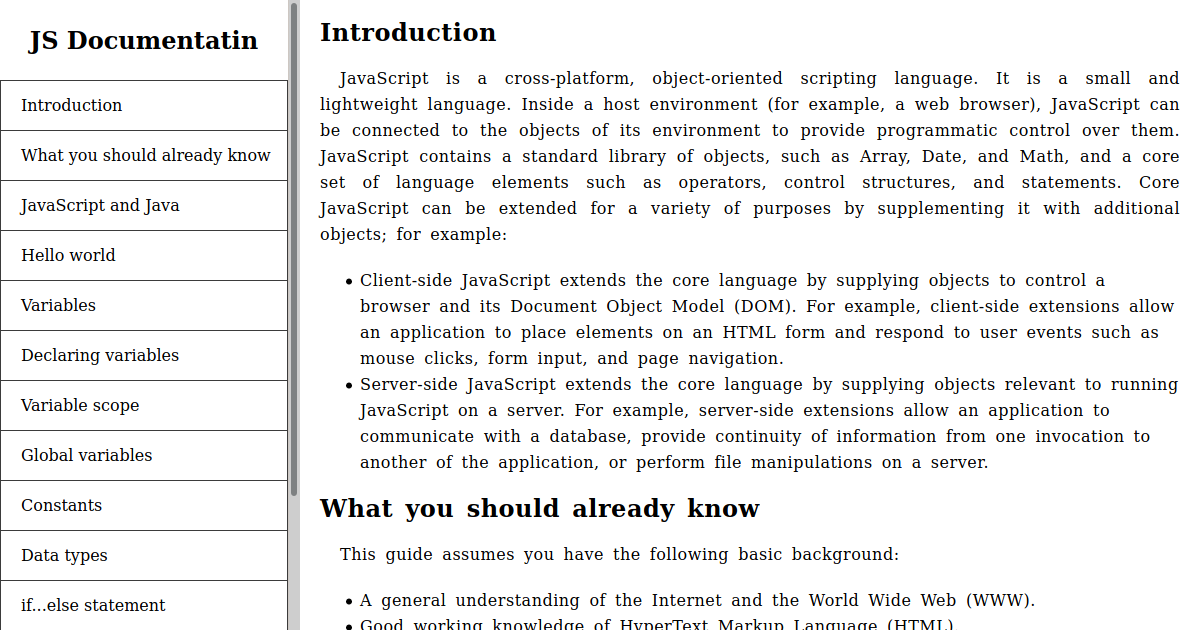 JS Documentatin
Introduction
What you should already know
JavaScript and Java
Hello world
Variables
Declaring variables
Variable scope
Global variables
Constants
Data types
if...else statement
Introduction
JavaScript is a cross-platform, object-oriented scripting language. It is a small and
lightweight language. Inside a host environment (for example, a web browser), JavaScript can
be connected to the objects of its environment to provide programmatic control over them.
JavaScript contains a standard library of objects, such as Array, Date, and Math, and a core
set of language elements such as operators, control structures, and statements. Core
JavaScript can be extended for a variety of purposes by supplementing it with additional
objects; for example:
• Client-side JavaScript extends the core language by supplying objects to control a
browser and its Document Object Model (DOM). For example, client-side extensions allow
an application to place elements on an HTML form and respond to user events such as
mouse clicks, form input, and page navigation.
• Server-side JavaScript extends the core language by supplying objects relevant to running
JavaScript on a server. For example, server-side extensions allow an application to
communicate with a database, provide continuity of information from one invocation to
another of the application, or perform file manipulations on a server.
What you should already know
This guide assumes you have the following basic background:
• A general understanding of the Internet and the World Wide Web (WWW).
• Good working knowledge of HyperText Markup Language (HTML).